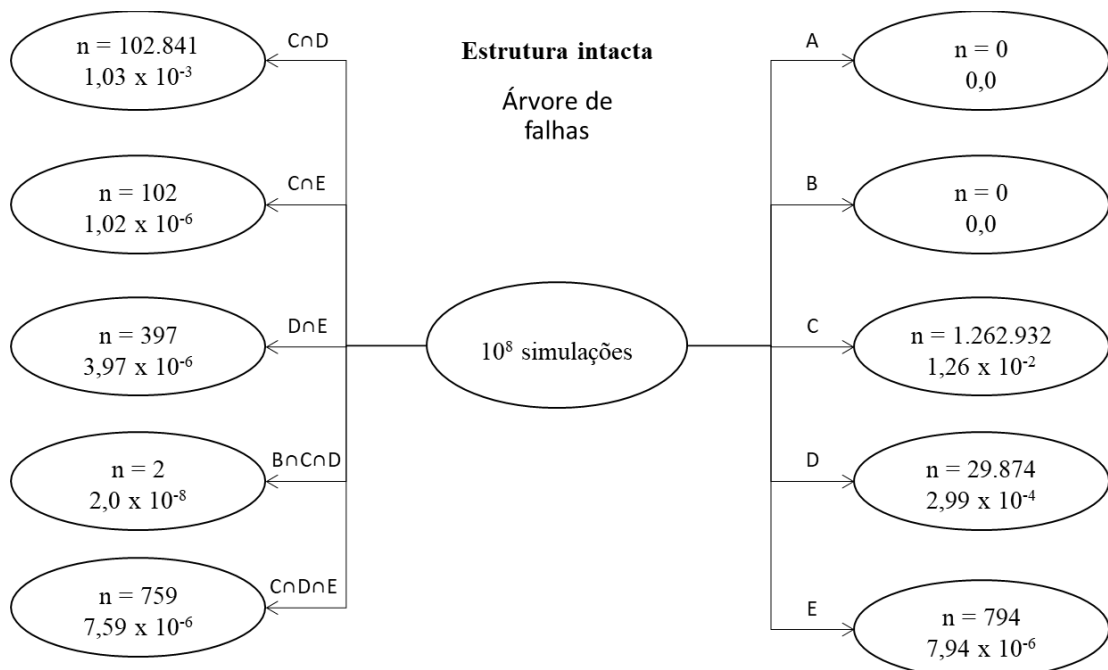 Estrutura intacta
Árvore de
falhas
C∩D
n = 102.841
1,03 x 10⁻³
C∩E
n = 102
1,02 x 10⁻⁶
D∩E
n = 397
3,97 x 10⁻⁶
B∩C∩D
n = 2
2,0 x 10⁻⁸
C∩D∩E
n = 759
7,59 x 10⁻⁶
10⁸ simulações
A
n = 0
0,0
B
n = 0
0,0
C
n = 1.262.932
1,26 x 10⁻²
D
n = 29.874
2,99 x 10⁻⁴
E
n = 794
7,94 x 10⁻⁶